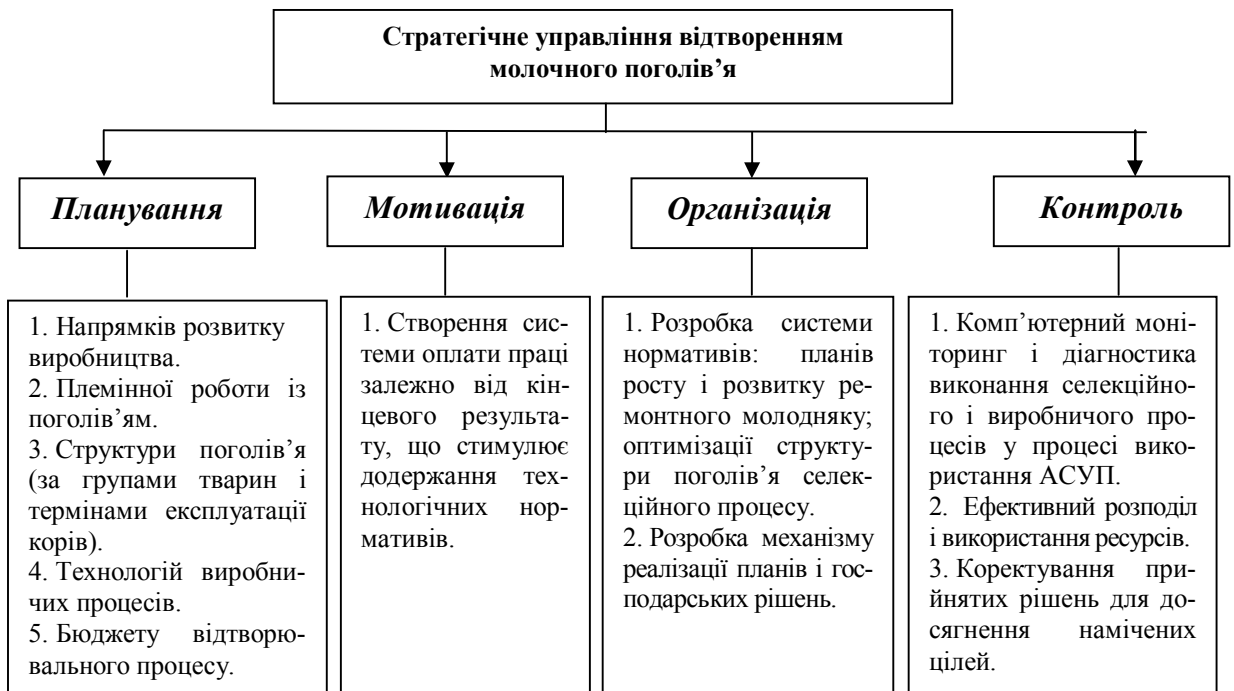 Стратегічне управління відтворенням
молочного поголів’я
Планування
Мотивація
Організація
Контроль
1. Напрямків розвитку
виробництва.
2. Племінної роботи із
поголів’ям.
3. Структури поголів’я
(за групами тварин і
термінами експлуатації
корів).
4. Технологій виробни-
чих процесів.
5. Бюджету відтворю-
вального процесу.
1. Створення сис-
теми оплати праці
залежно від кін-
цевого результа-
ту, що стимулює
додержання тех-
нологічних нор-
мативів.
1. Розробка системи
нормативів: планів
росту і розвитку ре-
монтного молодняку;
оптимізації структу-
ри поголів’я селек-
ційного процесу.
2. Розробка механізму
реалізації планів і гос-
подарських рішень.
1. Комп’ютерний моні-
торинг і діагностика
виконання селекційно-
го і виробничого про-
цесів у процесі вико-
ристання АСУП.
2. Ефективний розподіл
і використання ресурсів.
3. Коректування при-
йнятих рішень для до-
сягнення намічених
цілей.